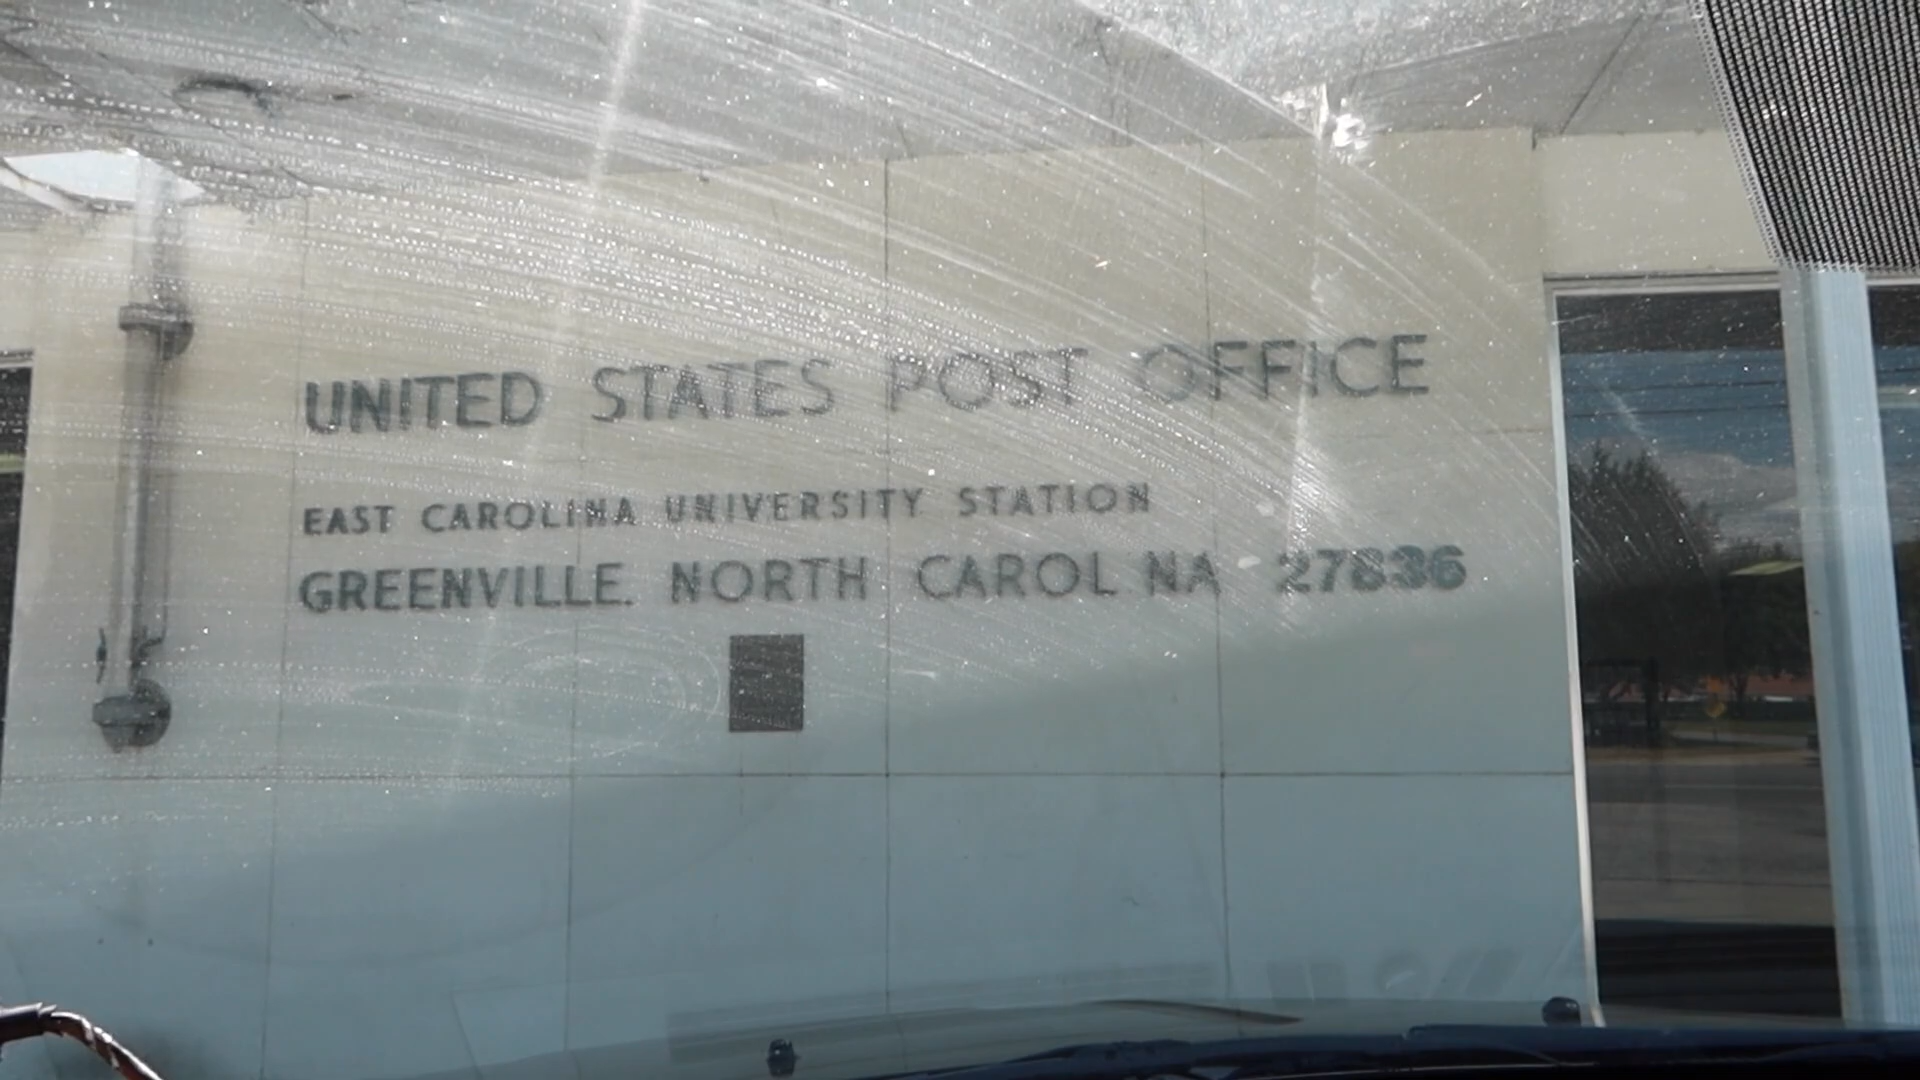 UNITED STATES POST OFFICE
EAST CAROLINA UNIVERSITY STATION
GREENVILLE. NORTH CAROL NA 27836